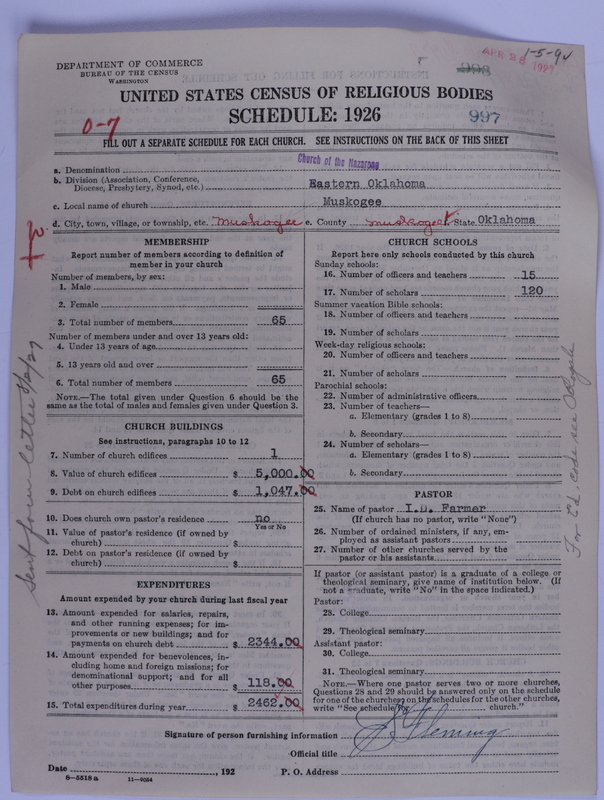 DEPARTMENT OF COMMERCE
BUREAU OF THE CENSUS
WASHINGTON
APR 28 1927
1-5-94
UNITED STATES CENSUS OF RELIGIOUS BODIES
SCHEDULE: 1926
997
0-7
FILL OUT A SEPARATE SCHEDULE FOR EACH CHURCH. SEE INSTRUCTIONS ON THE BACK OF THIS SHEET
a. Denomination Church of the Nazarene
b. Division (Association, Conference, Diocese, Presbytery, Synod, etc.) Eastern Oklahoma
c. Local name of church Muskogee
d. City, town, village, or township, etc. Muskogee e. County Muskogee f. State Oklahoma
MEMBERSHIP
Report number of members according to definition of
member in your church
Number of members, by sex:
1. Male
2. Female
3. Total number of members 65
Number of members under and over 13 years old:
4. Under 13 years of age
5. 13 years old and over
6. Total number of members 65
NOTE.—The total given under Question 6 should be the
same as the total of males and females given under Question 3.
CHURCH BUILDINGS
See instructions, paragraphs 10 to 12
7. Number of church edifices 1
8. Value of church edifices $ 5,000.00
9. Debt on church edifices $ 1,047.00
10. Does church own pastor's residence no
Yes or No
11. Value of pastor's residence (if owned by
church) $
12. Debt on pastor's residence (if owned by
church) $
EXPENDITURES
Amount expended by your church during last fiscal year
13. Amount expended for salaries, repairs,
and other running expenses; for im-
provements or new buildings; and for
payments on church debt $ 2344.00
14. Amount expended for benevolences, in-
cluding home and foreign missions; for
denominational support; and for all
other purposes $ 118.00
15. Total expenditures during year $ 2462.00
CHURCH SCHOOLS
Report here only schools conducted by this church
Sunday schools:
16. Number of officers and teachers 15
17. Number of scholars 120
Summer vacation Bible schools:
18. Number of officers and teachers
19. Number of scholars
Week-day religious schools:
20. Number of officers and teachers
21. Number of scholars
Parochial schools:
22. Number of administrative officers
23. Number of teachers—
a. Elementary (grades 1 to 8)
b. Secondary
24. Number of scholars—
a. Elementary (grades 1 to 8)
b. Secondary
PASTOR
25. Name of pastor I.D. Farmer
(If church has no pastor, write "None")
26. Number of ordained ministers, if any, em-
ployed as assistant pastors
27. Number of other churches served by the
pastor or his assistants
If pastor (or assistant pastor) is a graduate of a college or
theological seminary, give name of institution below. (If
not a graduate, write "No" in the space indicated.)
Pastor:
28. College
29. Theological seminary
Assistant pastor:
30. College
31. Theological seminary
NOTE.—Where one pastor serves two or more churches,
Questions 28 and 29 should be answered only on the schedule
for one of the churches; on the schedules for the other churches,
write "See schedule for church."
Signature of person furnishing information Fleming
Official title
Date , 192 P. O. Address
8-5518a 11-9054
Sent for letter